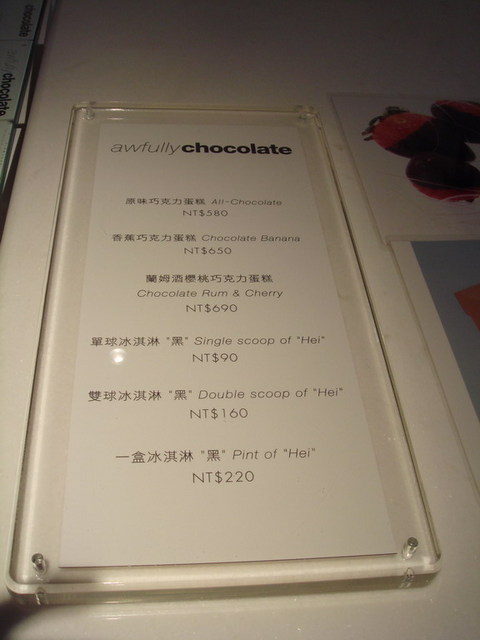 chocolate
chocolate
awfullychocolate
原味巧克力蛋糕 All-Chocolate
NT$580
香蕉巧克力蛋糕 Chocolate Banana
NT$650
蘭姆酒櫻桃巧克力蛋糕
Chocolate Rum & Cherry
NT$690
單球冰淇淋 "黑" Single scoop of "Hei"
NT$90
雙球冰淇淋 "黑" Double scoop of "Hei"
NT$160
一盒冰淇淋 "黑" Pint of "Hei"
NT$220